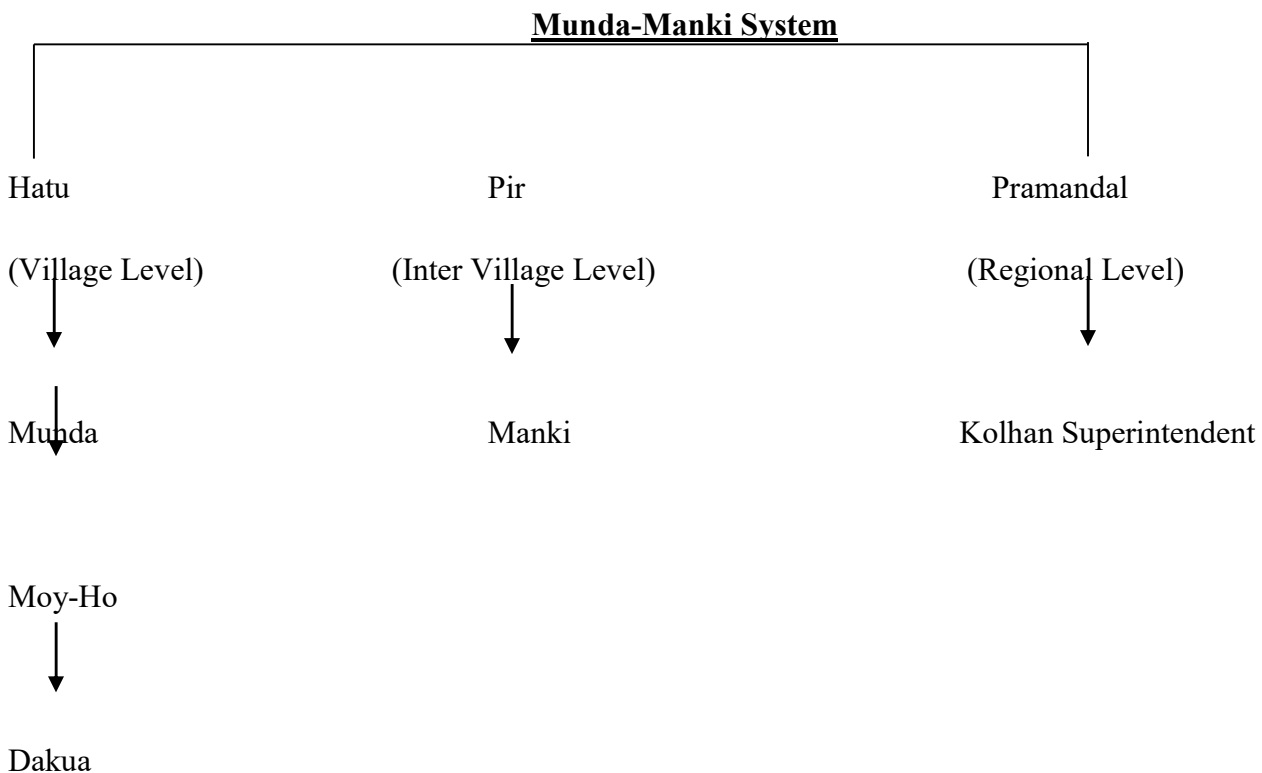 Munda-Manki System
Hatu Pir Pramandal
(Village Level) (Inter Village Level) (Regional Level)
Munda Manki Kolhan Superintendent
Moy-Ho
Dakua